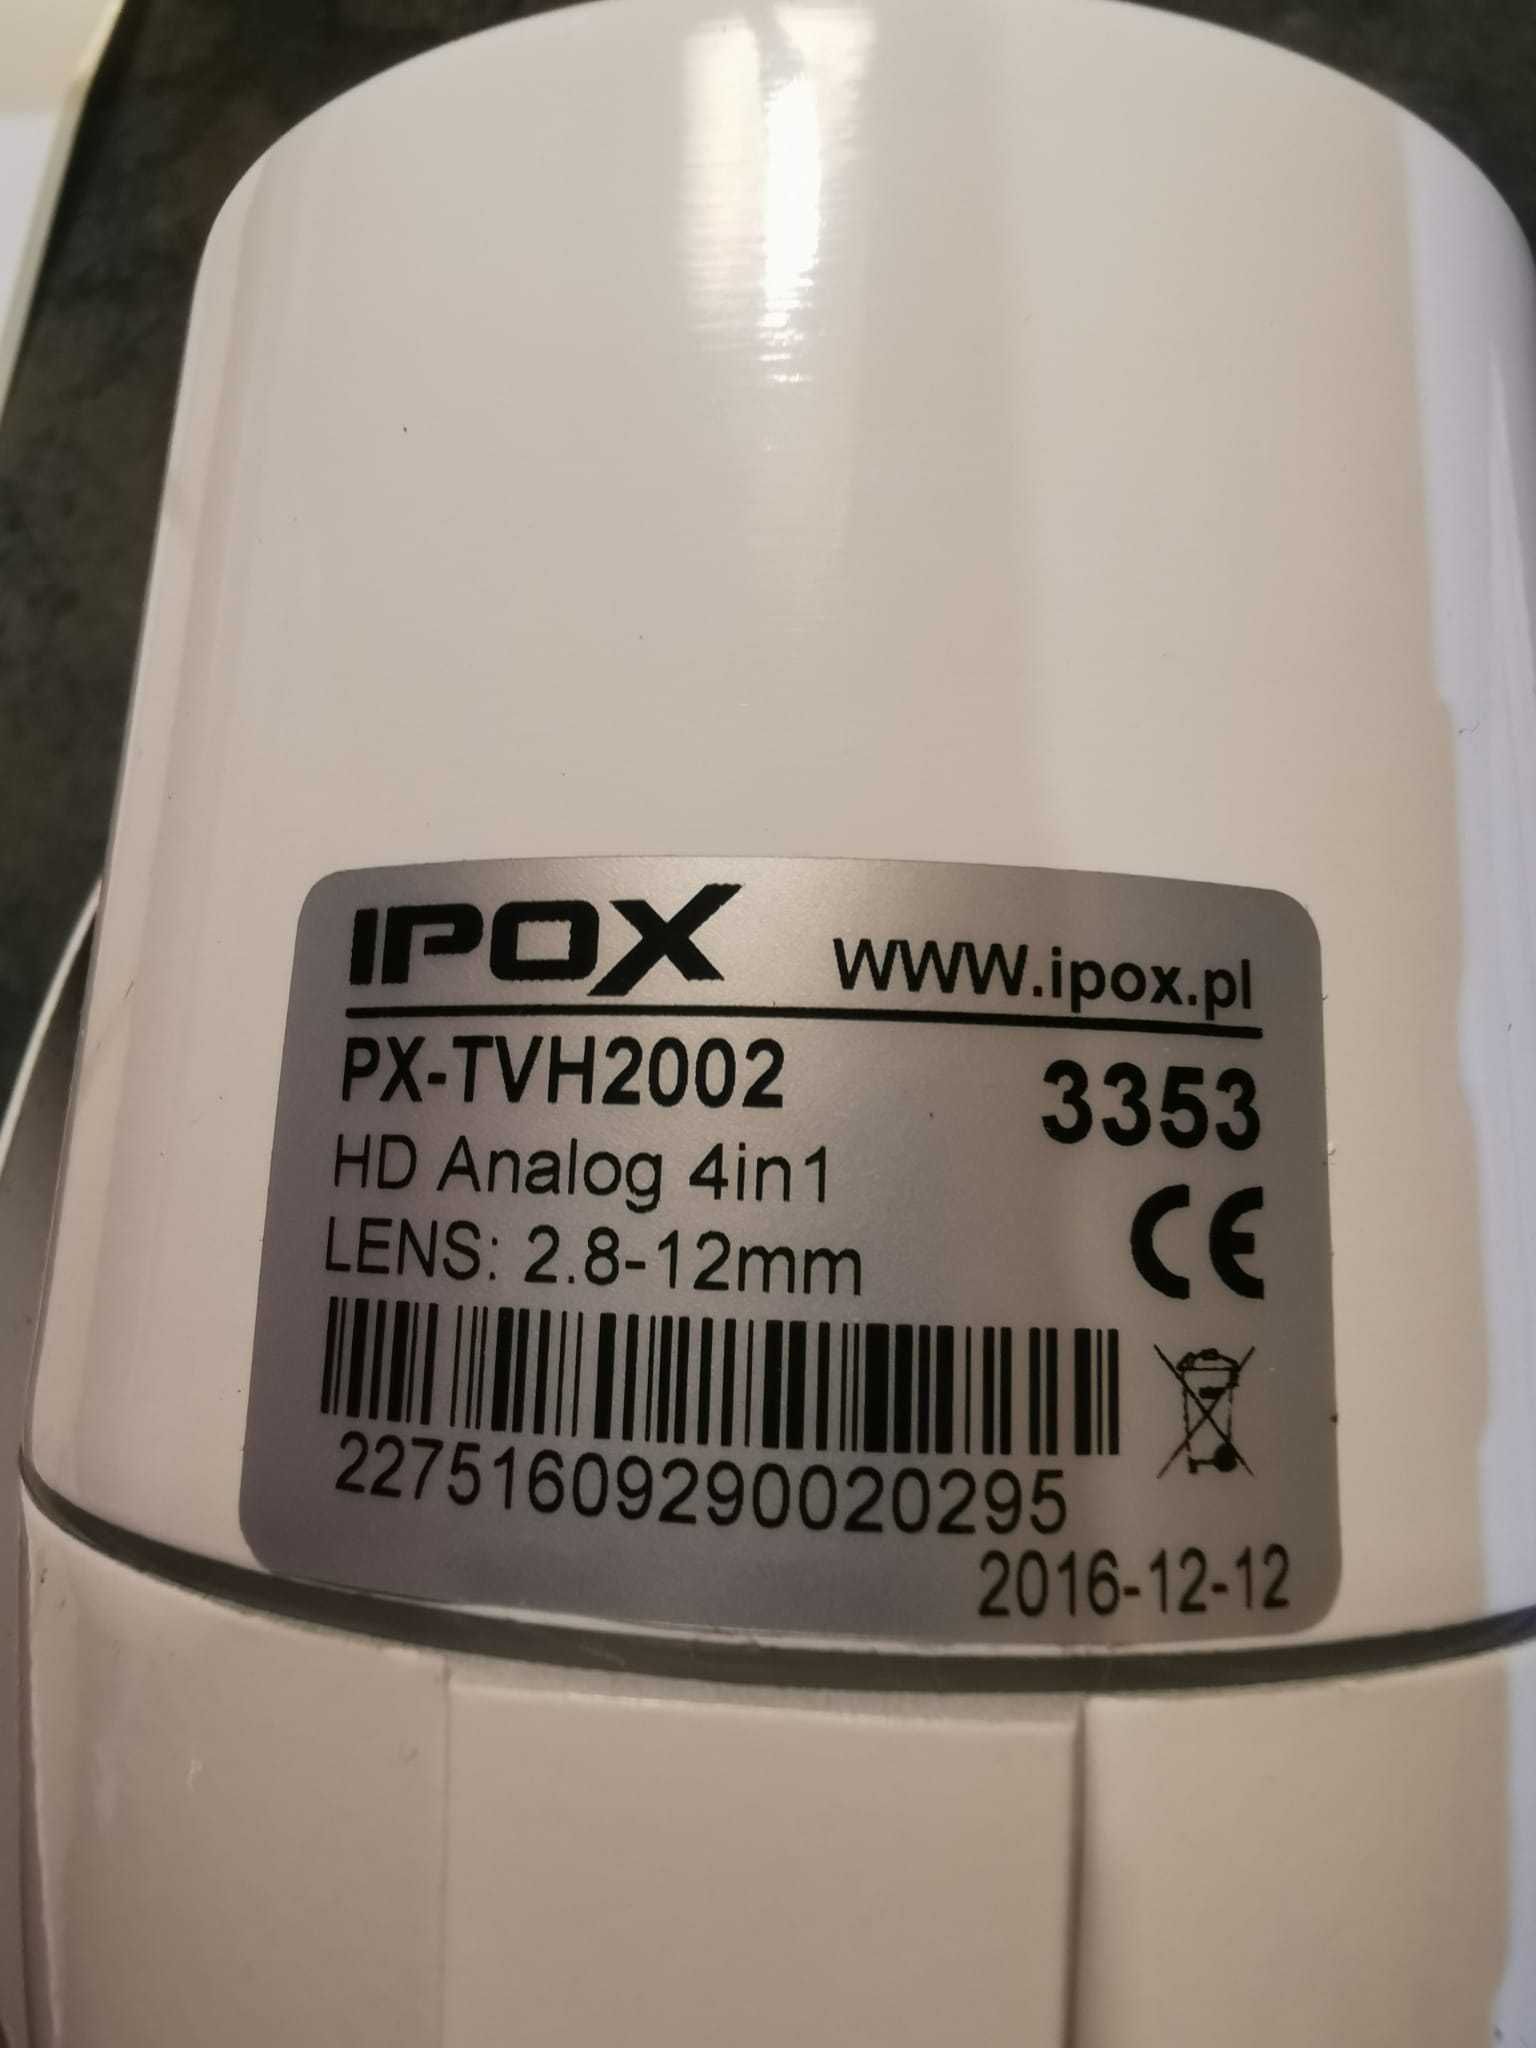 IPOX www.ipox.pl
PX-TVH2002 3353
HD Analog 4in1
LENS: 2.8-12mm
CE
22751609290020295
2016-12-12